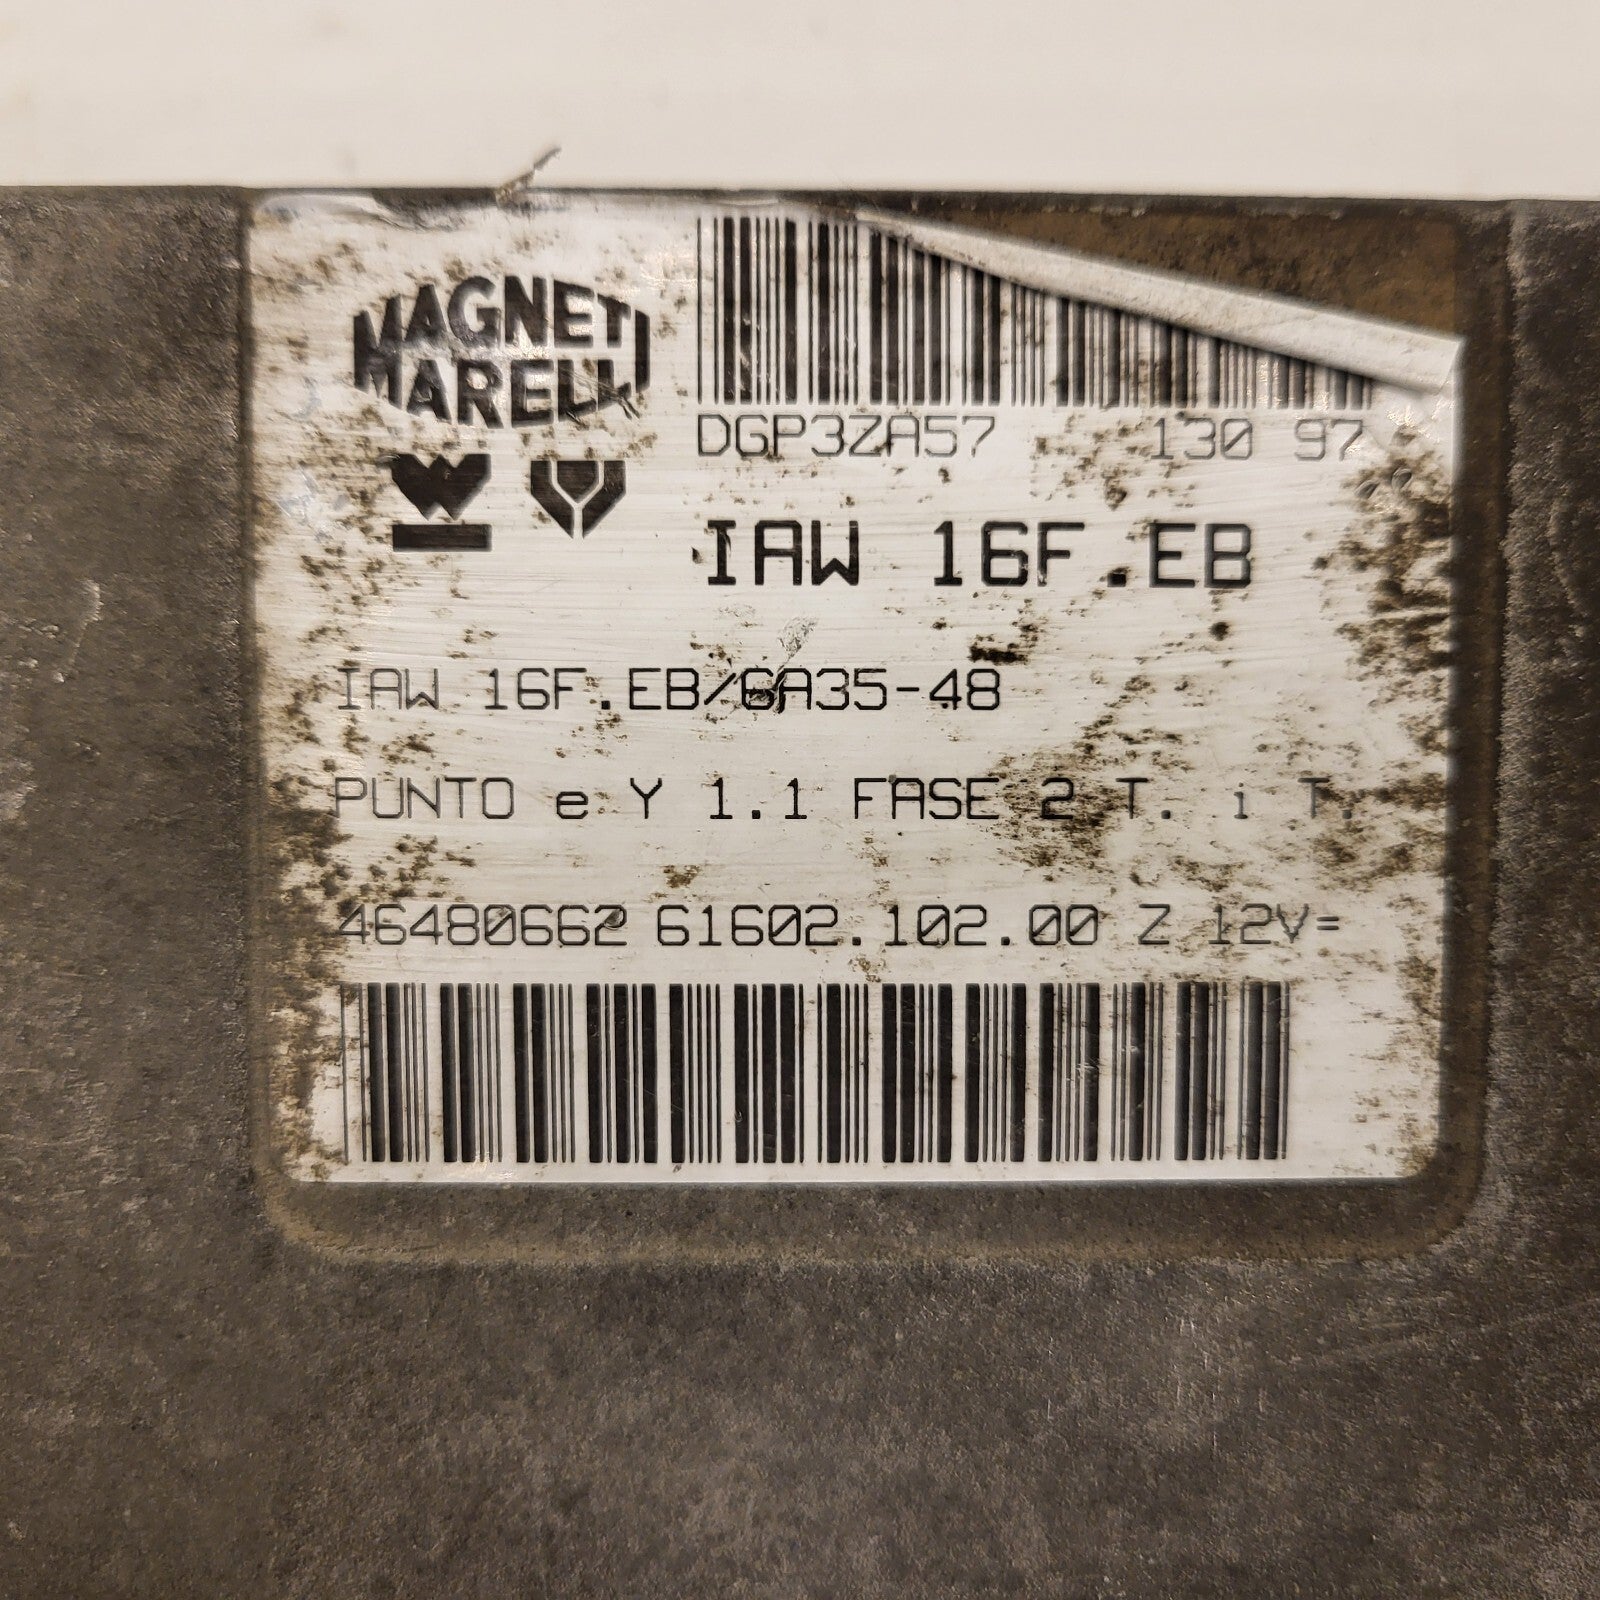 MAGNETI
MARELLI
DGP3ZA57 130 97
IAW 16F.EB
IAW 16F.EB/6A35-48
PUNTO e Y 1.1 FASE 2 T. i T.
46480662 61602.102.00 Z 12V=